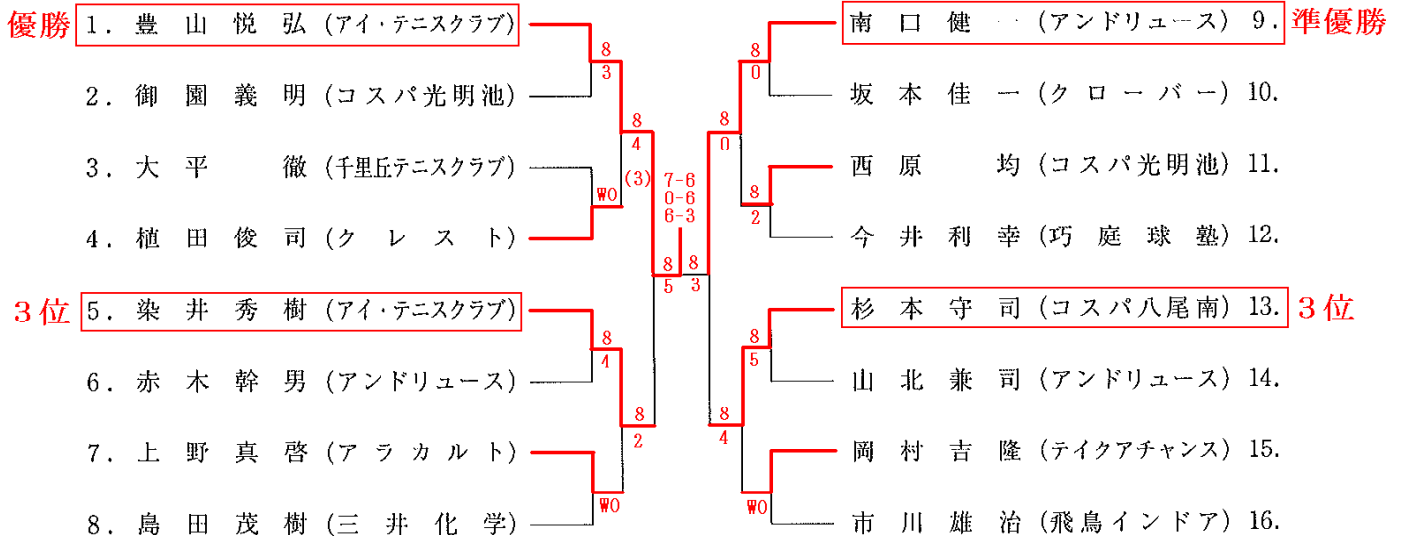 優勝 1. 豊山悦弘 (アイ・テニスクラブ)
8
3
2. 御園義明 (コスパ光明池)
8
4
3. 大平 徹 (千里丘テニスクラブ)
(3)
WO
4. 植田俊司 (クレスト)
7-6
0-6
6-3
8
5
3位 5. 染井秀樹 (アイ・テニスクラブ)
8
4
6. 赤木幹男 (アンドリュース)
8
2
7. 上野真啓 (アラカルト)
WO
8.島田茂樹 (三井化学)
南口健一 (アンドリュース) 9. 準優勝
8
0
坂本佳一 (クローバー) 10.
8
0
西原 均 (コスパ光明池) 11.
8
2
今井利幸 (巧庭球塾) 12.
8
3
杉本守司 (コスパ八尾南) 13. 3位
8
5
山北兼司 (アンドリュース) 14.
8
4
岡村吉隆 (テイクアチャンス) 15.
WO
市川雄治 (飛鳥インドア) 16.